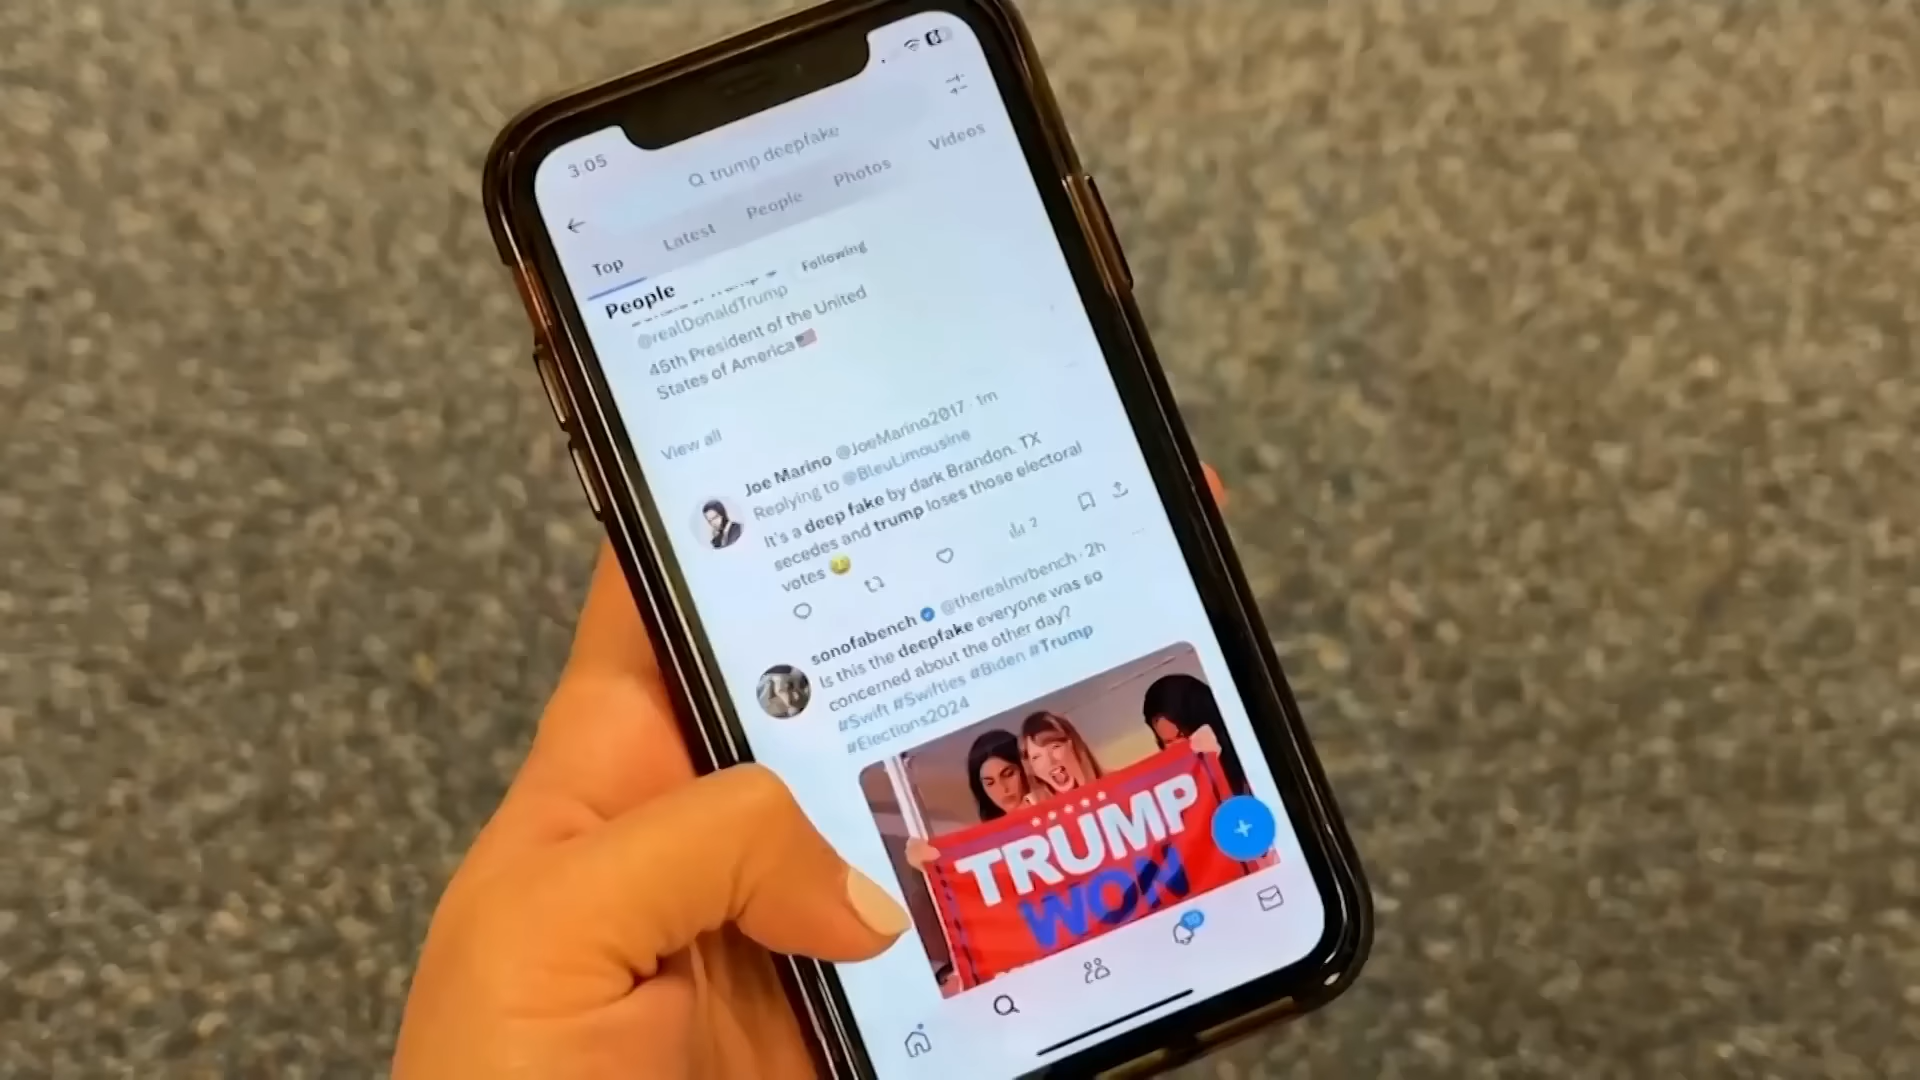 3:05
trump deepfake
Top
Latest
People
Photos
Videos
People
Following
@realDonaldTrump
45th President of the United
States of America🇺🇸
View all
Joe Marino @JoeMarino2017 · 1m
Replying to @BleuLimousine
It's a deep fake by dark Brandon. TX
secedes and trump loses those electoral
votes 😂
2
sonofabench @therealmrbench · 2h
Is this the deepfake everyone was so
concerned about the other day?
#Swift #Swifties #Biden #Trump
#Elections2024
TRUMP
WON
10